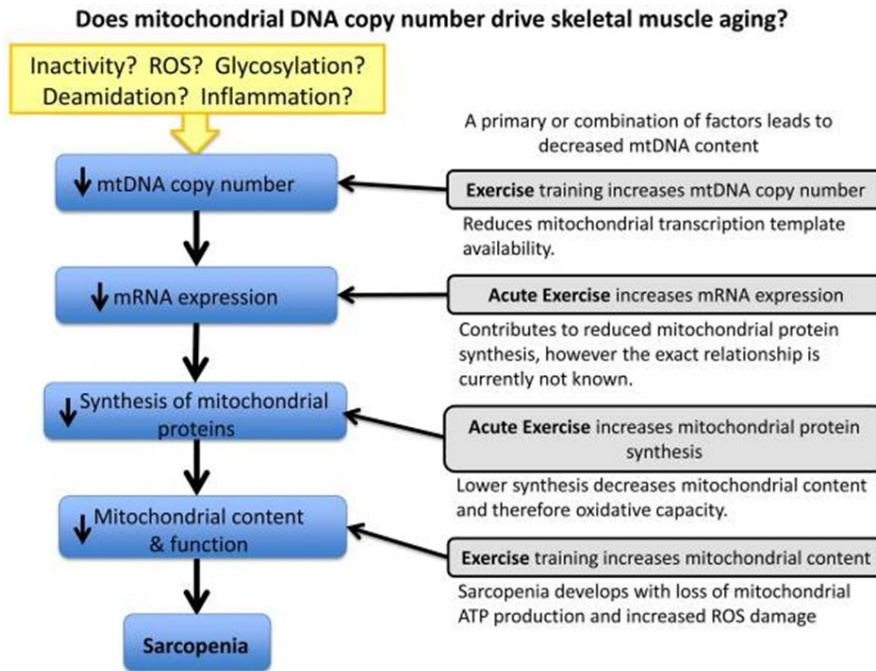 Does mitochondrial DNA copy number drive skeletal muscle aging?
Inactivity? ROS? Glycosylation?
Deamidation? Inflammation?
A primary or combination of factors leads to
decreased mtDNA content
↓ mtDNA copy number
Exercise training increases mtDNA copy number
Reduces mitochondrial transcription template
availability.
↓ mRNA expression
Acute Exercise increases mRNA expression
Contributes to reduced mitochondrial protein
synthesis, however the exact relationship is
currently not known.
↓ Synthesis of mitochondrial
proteins
Acute Exercise increases mitochondrial protein
synthesis
Lower synthesis decreases mitochondrial content
and therefore oxidative capacity.
↓ Mitochondrial content
& function
Exercise training increases mitochondrial content
Sarcopenia develops with loss of mitochondrial
ATP production and increased ROS damage
Sarcopenia